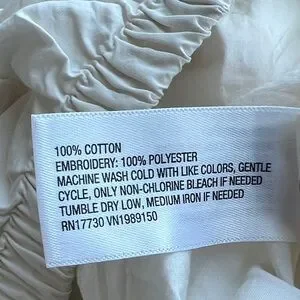 100% COTTON
EMBROIDERY: 100% POLYESTER
MACHINE WASH COLD WITH LIKE COLORS, GENTLE
CYCLE, ONLY NON-CHLORINE BLEACH IF NEEDED
TUMBLE DRY LOW, MEDIUM IRON IF NEEDED
RN17730 VN1989150